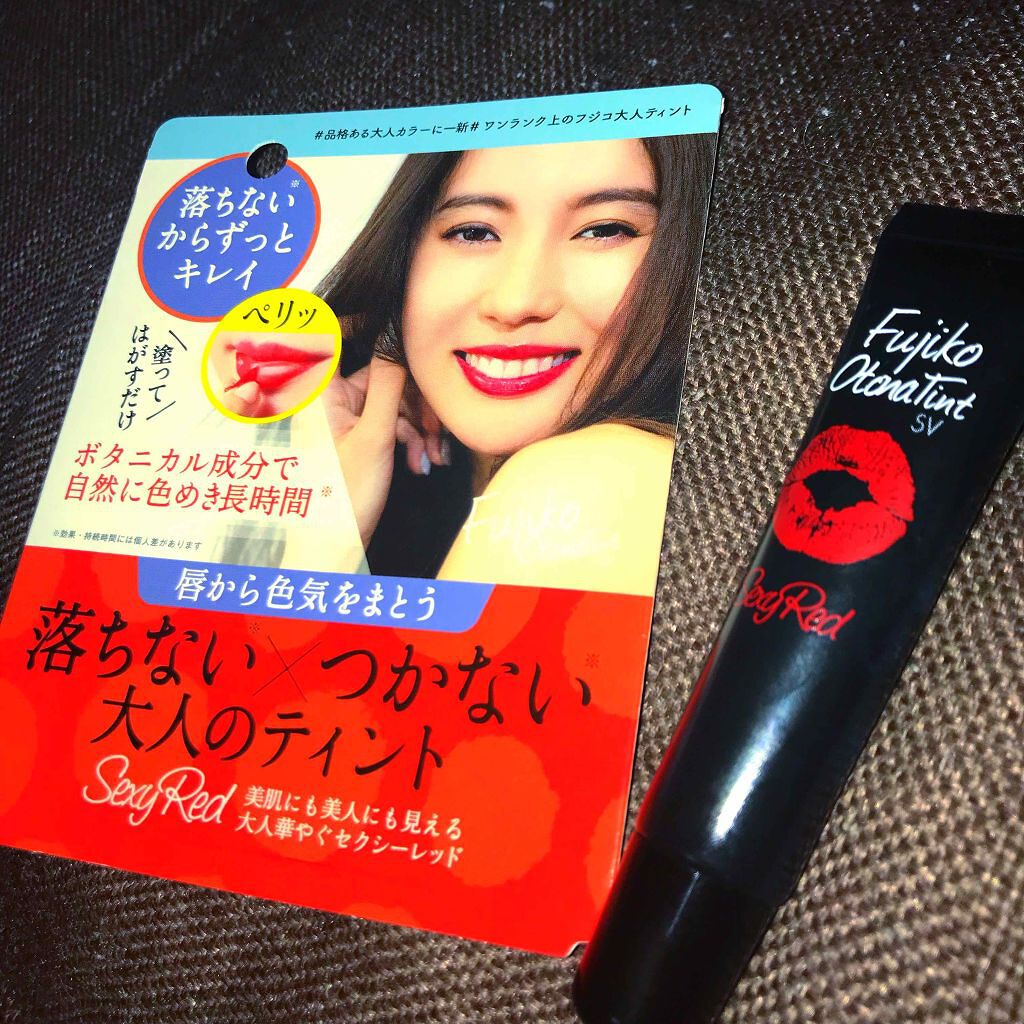 #品格ある大人カラーに一新# ワンランク上のフジコ大人ティント
落ちない※
からずっと
キレイ
ペリッ
塗って
はがすだけ
ボタニカル成分で
自然に色めき長時間※
※効果・持続時間には個人差があります
Fujiko
唇から色気をまとう
落ちない※×つかない※
大人のティント
Sexy Red
美肌にも美人にも見える
大人華やぐセクシーレッド
Fujiko
OtonaTint
SV
Sexy Red